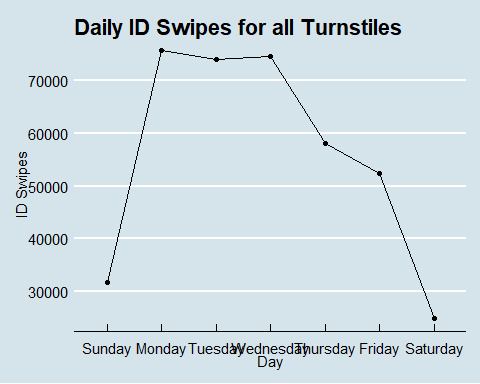 Daily ID Swipes for all Turnstiles
70000
60000
50000
40000
30000
ID Swipes
Sunday Monday Tuesday Wednesday Thursday Friday Saturday
Day